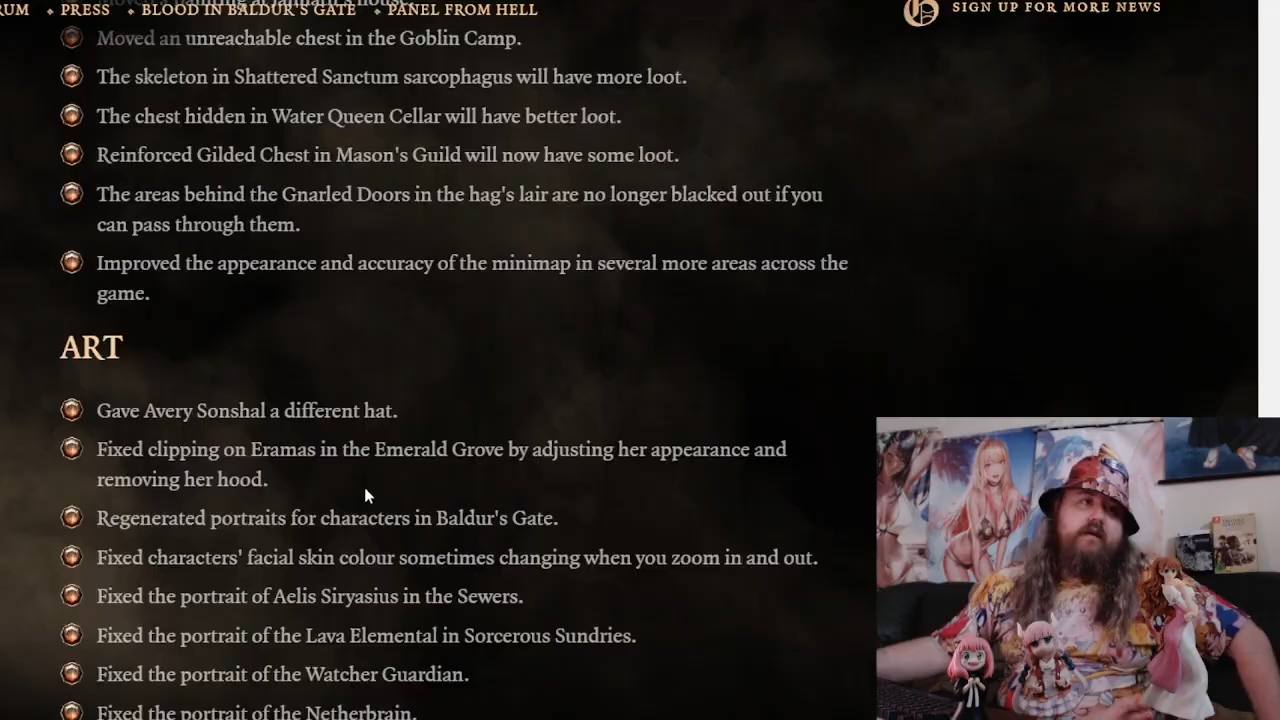 RUM PRESS BLOOD IN BALDUR'S GATE PANEL FROM HELL SIGN UP FOR MORE NEWS
Moved an unreachable chest in the Goblin Camp.
The skeleton in Shattered Sanctum sarcophagus will have more loot.
The chest hidden in Water Queen Cellar will have better loot.
Reinforced Gilded Chest in Mason's Guild will now have some loot.
The areas behind the Gnarled Doors in the hag's lair are no longer blacked out if you
can pass through them.
Improved the appearance and accuracy of the minimap in several more areas across the
game.
ART
Gave Avery Sonshal a different hat.
Fixed clipping on Eramas in the Emerald Grove by adjusting her appearance and
removing her hood.
Regenerated portraits for characters in Baldur's Gate.
Fixed characters' facial skin colour sometimes changing when you zoom in and out.
Fixed the portrait of Aelis Siryasius in the Sewers.
Fixed the portrait of the Lava Elemental in Sorcerous Sundries.
Fixed the portrait of the Watcher Guardian.
Fixed the portrait of the Netherbrain.